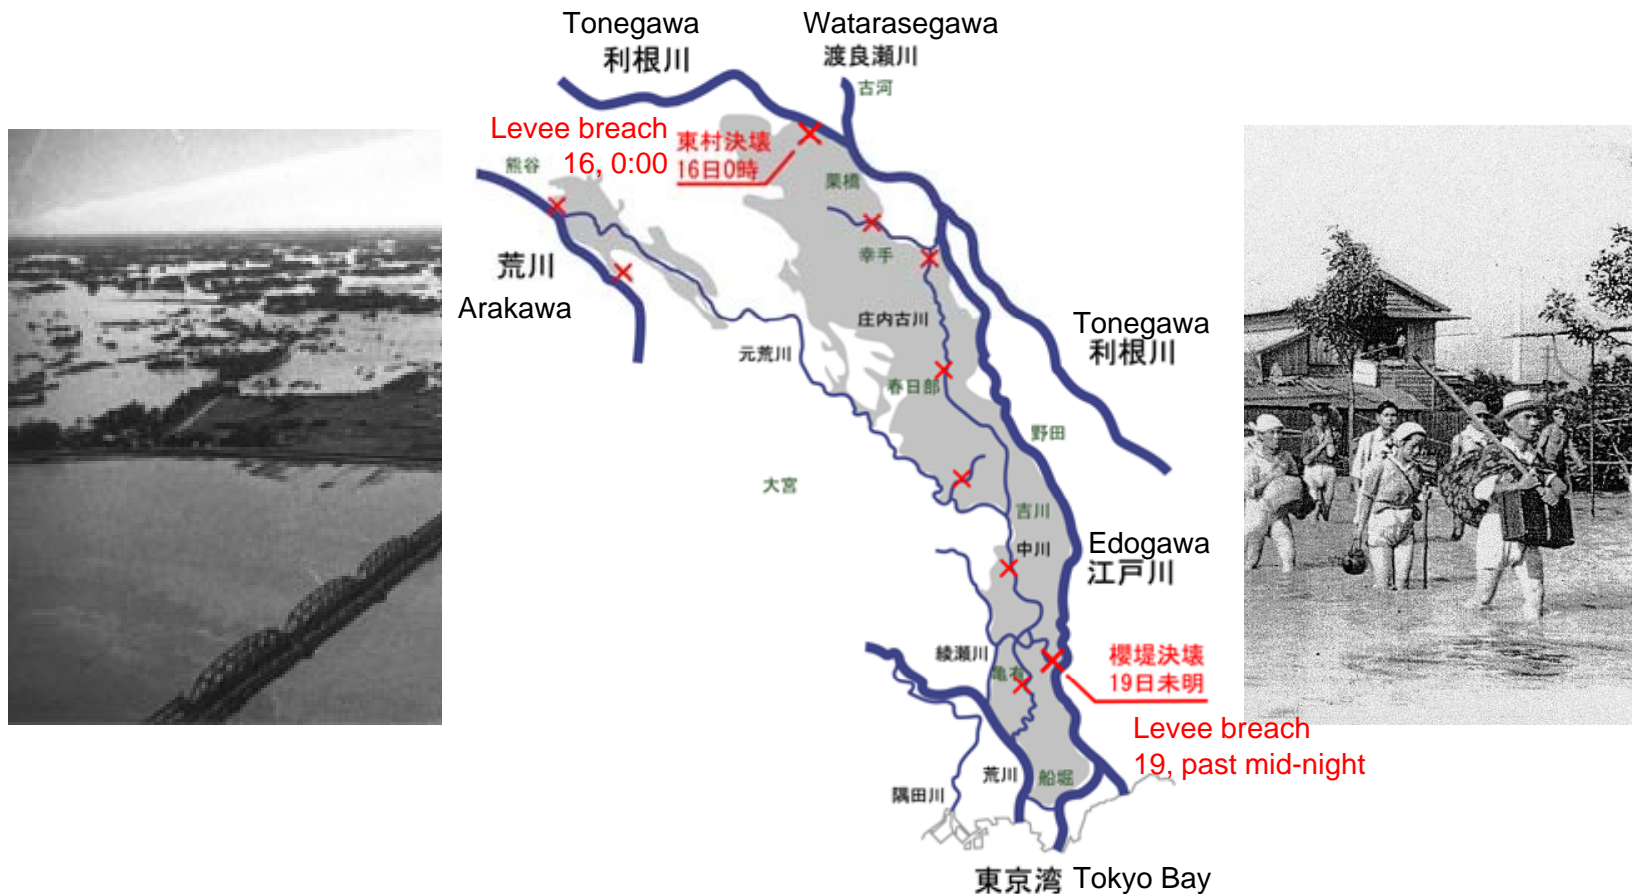 Tonegawa
利根川
Watarasegawa
渡良瀬川
古河
Levee breach
16, 0:00
東村決壊
16日0時
熊谷
栗橋
荒川
Arakawa
幸手
庄内古川
元荒川
Tonegawa
利根川
春日部
野田
大宮
吉川
中川
Edogawa
江戸川
綾瀬川
亀有
櫻堤決壊
19日未明
Levee breach
19, past mid-night
荒川
船堀
隅田川
東京湾 Tokyo Bay